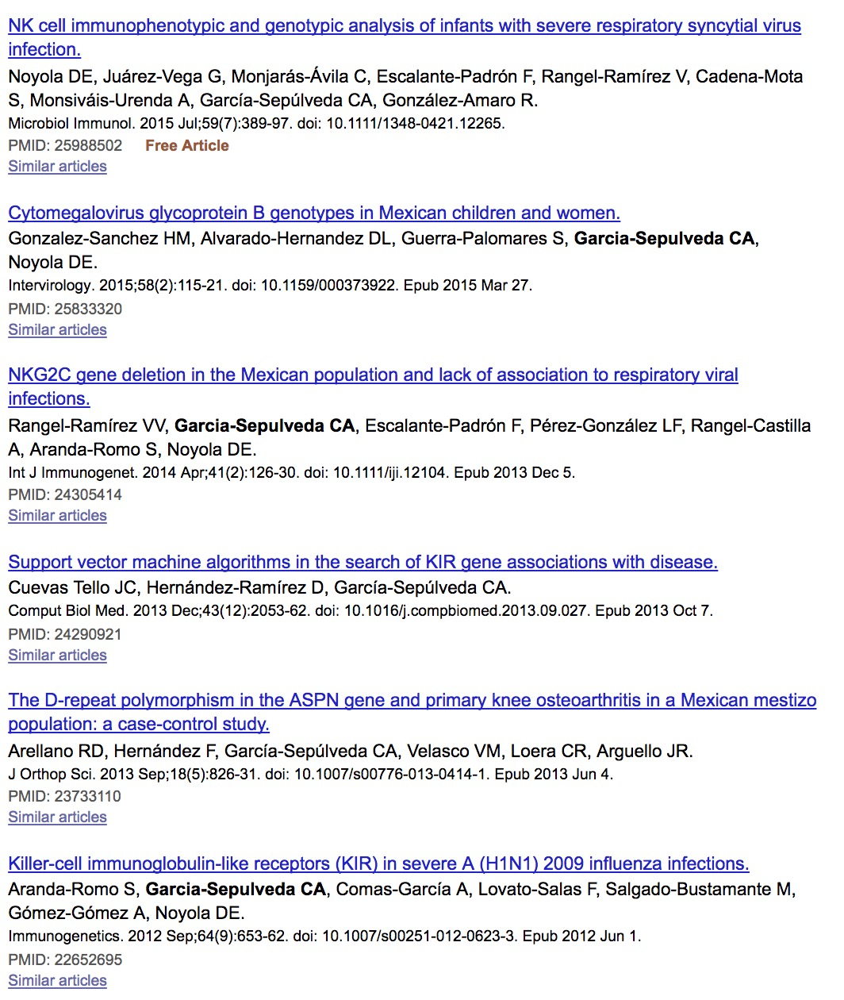 NK cell immunophenotypic and genotypic analysis of infants with severe respiratory syncytial virus
infection.
Noyola DE, Juárez-Vega G, Monjarás-Ávila C, Escalante-Padrón F, Rangel-Ramírez V, Cadena-Mota
S, Monsiváis-Urenda A, García-Sepúlveda CA, González-Amaro R.
Microbiol Immunol. 2015 Jul;59(7):389-97. doi: 10.1111/1348-0421.12265.
PMID: 25988502 Free Article
Similar articles
Cytomegalovirus glycoprotein B genotypes in Mexican children and women.
Gonzalez-Sanchez HM, Alvarado-Hernandez DL, Guerra-Palomares S, Garcia-Sepulveda CA,
Noyola DE.
Intervirology. 2015;58(2):115-21. doi: 10.1159/000373922. Epub 2015 Mar 27.
PMID: 25833320
Similar articles
NKG2C gene deletion in the Mexican population and lack of association to respiratory viral
infections.
Rangel-Ramírez VV, Garcia-Sepulveda CA, Escalante-Padrón F, Pérez-González LF, Rangel-Castilla
A, Aranda-Romo S, Noyola DE.
Int J Immunogenet. 2014 Apr;41(2):126-30. doi: 10.1111/iji.12104. Epub 2013 Dec 5.
PMID: 24305414
Similar articles
Support vector machine algorithms in the search of KIR gene associations with disease.
Cuevas Tello JC, Hernández-Ramírez D, García-Sepúlveda CA.
Comput Biol Med. 2013 Dec;43(12):2053-62. doi: 10.1016/j.compbiomed.2013.09.027. Epub 2013 Oct 7.
PMID: 24290921
Similar articles
The D-repeat polymorphism in the ASPN gene and primary knee osteoarthritis in a Mexican mestizo
population: a case-control study.
Arellano RD, Hernández F, García-Sepúlveda CA, Velasco VM, Loera CR, Arguello JR.
J Orthop Sci. 2013 Sep;18(5):826-31. doi: 10.1007/s00776-013-0414-1. Epub 2013 Jun 4.
PMID: 23733110
Similar articles
Killer-cell immunoglobulin-like receptors (KIR) in severe A (H1N1) 2009 influenza infections.
Aranda-Romo S, Garcia-Sepulveda CA, Comas-García A, Lovato-Salas F, Salgado-Bustamante M,
Gómez-Gómez A, Noyola DE.
Immunogenetics. 2012 Sep;64(9):653-62. doi: 10.1007/s00251-012-0623-3. Epub 2012 Jun 1.
PMID: 22652695
Similar articles